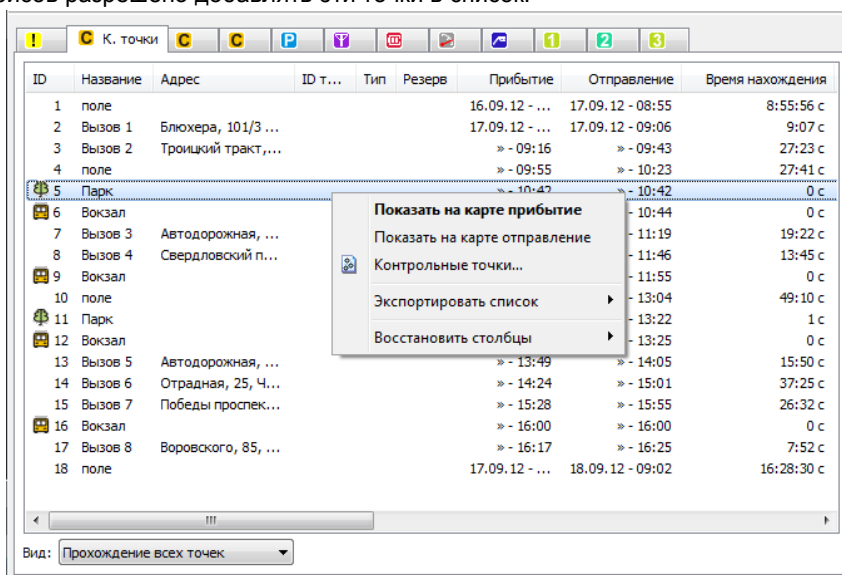 разрешено добавлять эти точки в список.
! C К. точки C C P 1 2 3
ID Название Адрес ID т... Тип Резерв Прибытие Отправление Время нахождения
1 поле 16.09.12 - ... 17.09.12 - 08:55 8:55:56 с
2 Вызов 1 Блюхера, 101/3 ... 17.09.12 - ... 17.09.12 - 09:06 9:07 с
3 Вызов 2 Троицкий тракт,... » - 09:16 » - 09:43 27:23 с
4 поле » - 09:55 » - 10:23 27:41 с
5 Парк » - 10:42 » - 10:42 0 с
6 Вокзал - 10:44 0 с
7 Вызов 3 Автодорожная, ... - 11:19 19:22 с
8 Вызов 4 Свердловский п... - 11:46 13:45 с
9 Вокзал - 11:55 0 с
10 поле - 13:04 49:10 с
11 Парк - 13:22 1 с
12 Вокзал - 13:25 0 с
13 Вызов 5 Автодорожная, ... » - 13:49 » - 14:05 15:50 с
14 Вызов 6 Отрадная, 25, Ч... » - 14:24 » - 15:01 37:25 с
15 Вызов 7 Победы проспек... » - 15:28 » - 15:55 26:32 с
16 Вокзал » - 16:00 » - 16:00 0 с
17 Вызов 8 Воровского, 85, ... » - 16:17 » - 16:25 7:52 с
18 поле 17.09.12 - ... 18.09.12 - 09:02 16:28:30 с
Показать на карте прибытие
Показать на карте отправление
Контрольные точки...
Экспортировать список
Восстановить столбцы
Вид: Прохождение всех точек